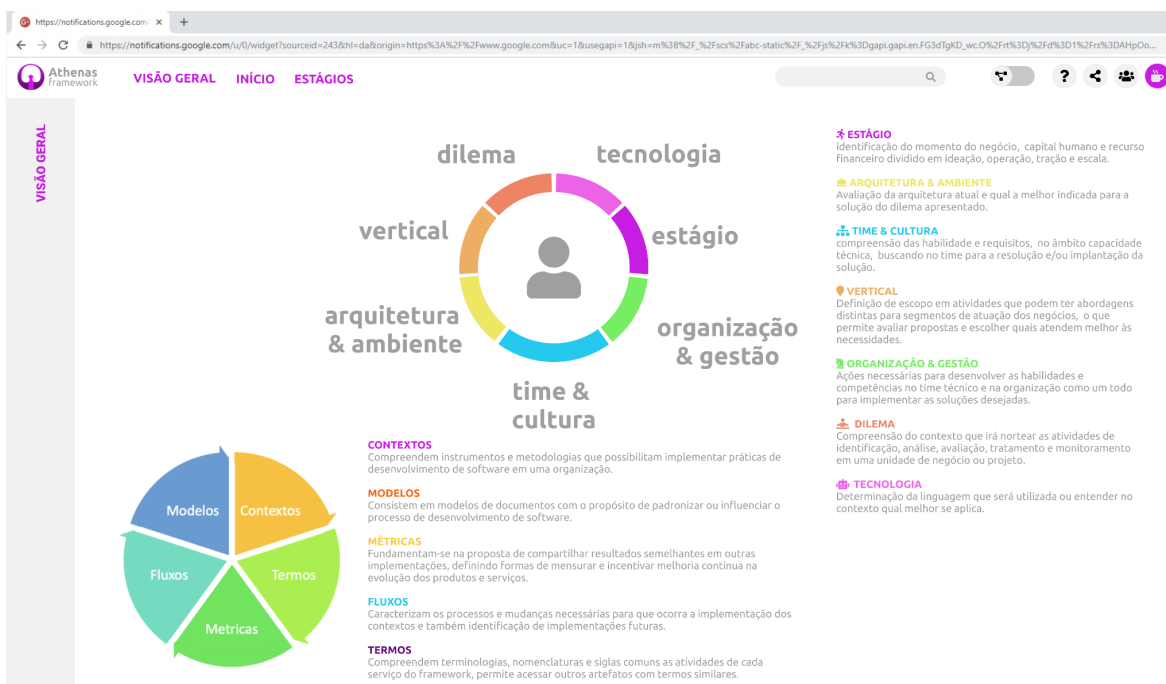 https://notifications.google.com/
https://notifications.google.com/u/0/widget?sourceid=243&hl=da&origin=https%3A%2F%2Fwww.google.com&uc=1&usegapi=1&jsh=m%3B%2F_%2Fscs%2Fabc-static%2F_%2Fjs%2Fk%3Dgapi.gapi.en.FG3dTgKD_wc.O%2Frt%3Dj%2Fd%3D1%2Frs%3DAHpOo...
Athenas
framework
VISÃO GERAL INÍCIO ESTÁGIOS
VISÃO GERAL
dilema
tecnologia
vertical
estágio
arquitetura
& ambiente
organização
& gestão
time &
cultura
ESTÁGIO
identificação do momento do negócio, capital humano e recurso
financeiro dividido em ideação, operação, tração e escala.
ARQUITETURA & AMBIENTE
Avaliação da arquitetura atual e qual a melhor indicada para a
solução do dilema apresentado.
TIME & CULTURA
compreensão das habilidade e requisitos, no âmbito capacidade
técnica, buscando no time para a resolução e/ou implantação da
solução.
VERTICAL
Definição de escopo em atividades que podem ter abordagens
distintas para segmentos de atuação dos negócios, o que
permite avaliar propostas e escolher quais atendem melhor às
necessidades.
ORGANIZAÇÃO & GESTÃO
Ações necessárias para desenvolver as habilidades e
competências no time técnico e na organização como um todo
para implementar as soluções desejadas.
DILEMA
Compreensão do contexto que irá nortear as atividades de
identificação, análise, avaliação, tratamento e monitoramento
em uma unidade de negócio ou projeto.
TECNOLOGIA
Determinação da linguagem que será utilizada ou entender no
contexto qual melhor se aplica.
Modelos
Contextos
Fluxos
Termos
Metricas
CONTEXTOS
Compreendem instrumentos e metodologias que possibilitam implementar práticas de
desenvolvimento de software em uma organização.
MODELOS
Consistem em modelos de documentos com o propósito de padronizar ou influenciar o
processo de desenvolvimento de software.
MÉTRICAS
Fundamentam-se na proposta de compartilhar resultados semelhantes em outras
implementações, definindo formas de mensurar e incentivar melhoria continua na
evolução dos produtos e serviços.
FLUXOS
Caracterizam os processos e mudanças necessárias para que ocorra a implementação dos
contextos e também identificação de implementações futuras.
TERMOS
Compreendem terminologias, nomenclaturas e siglas comuns as atividades de cada
serviço do framework, permite acessar outros artefatos com termos similares.